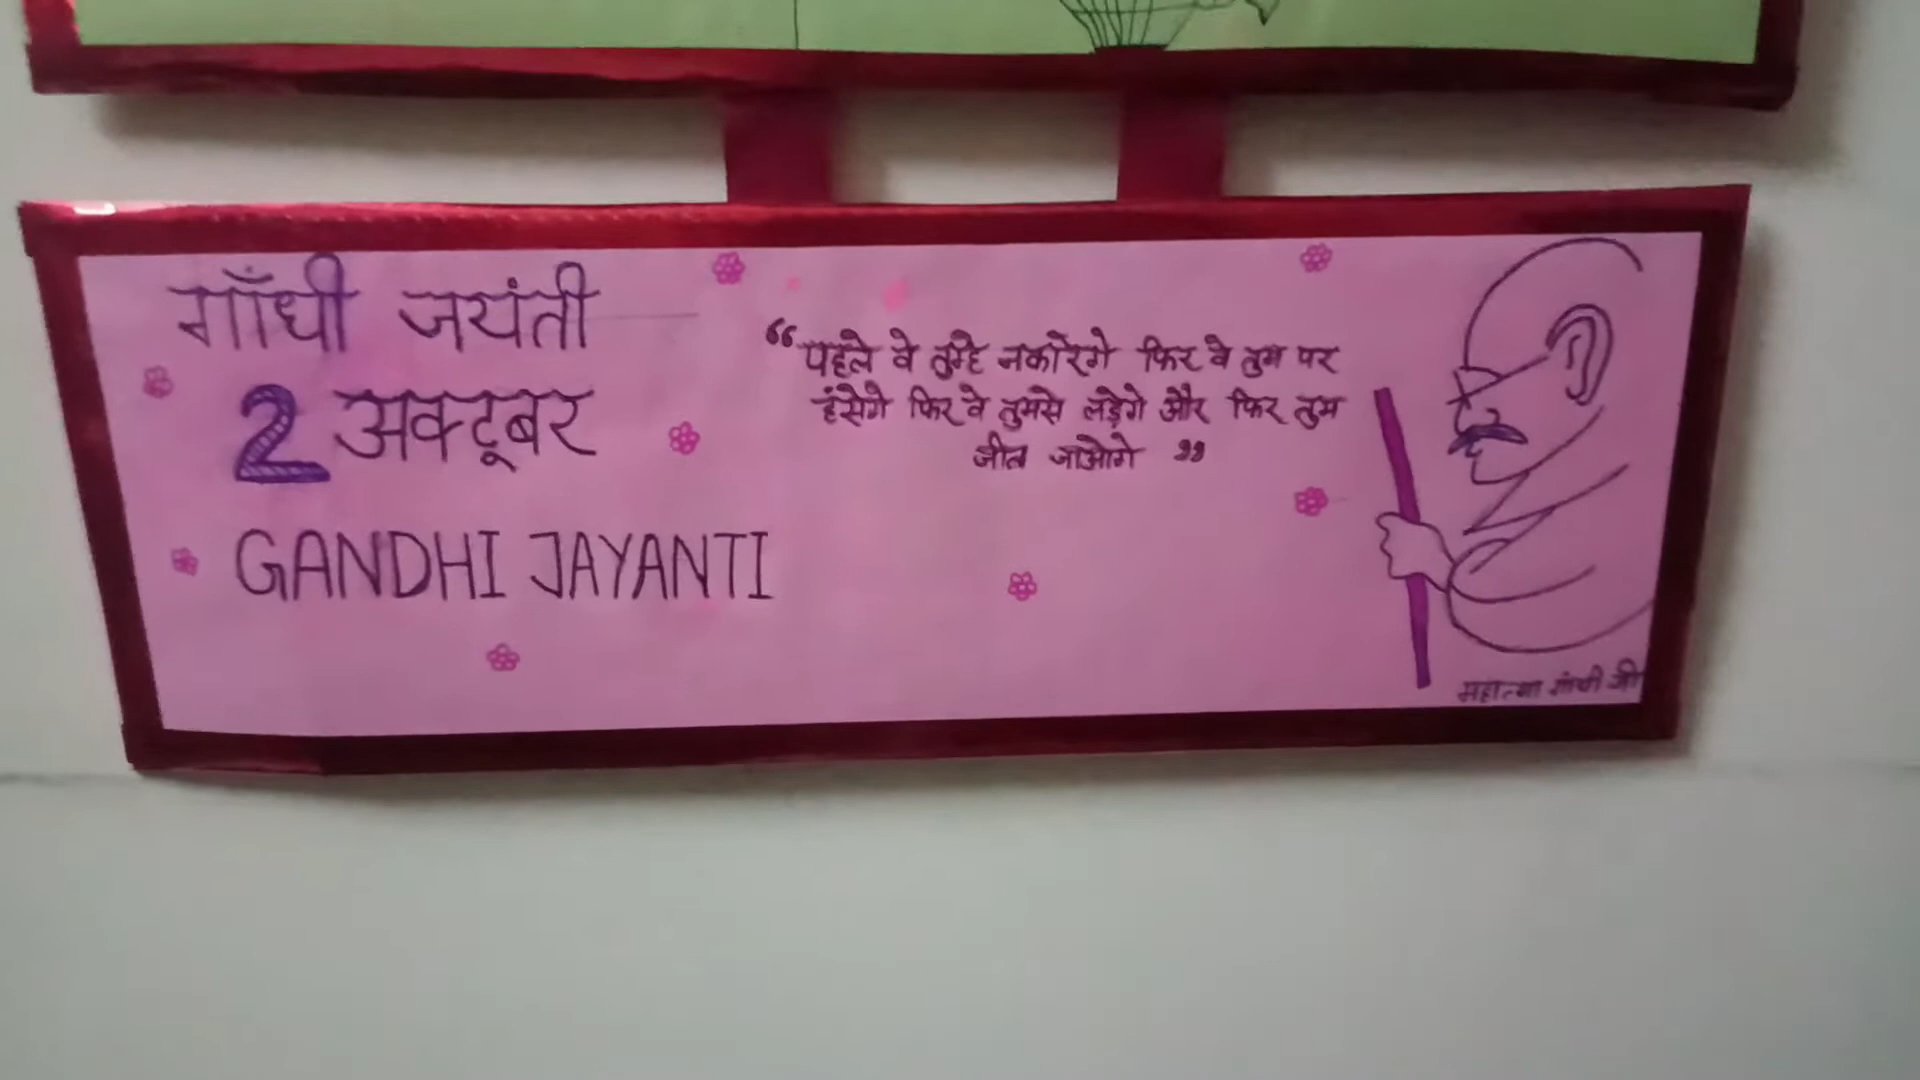 गाँधी जयंती
2 अक्टूबर
GANDHI JAYANTI
“पहले वे तुम्हे नकारेंगे फिर वे तुम पर
हंसेगे फिर वे तुमसे लड़ेगे और फिर तुम
जीत जाओगे ”
महात्मा गांधी जी